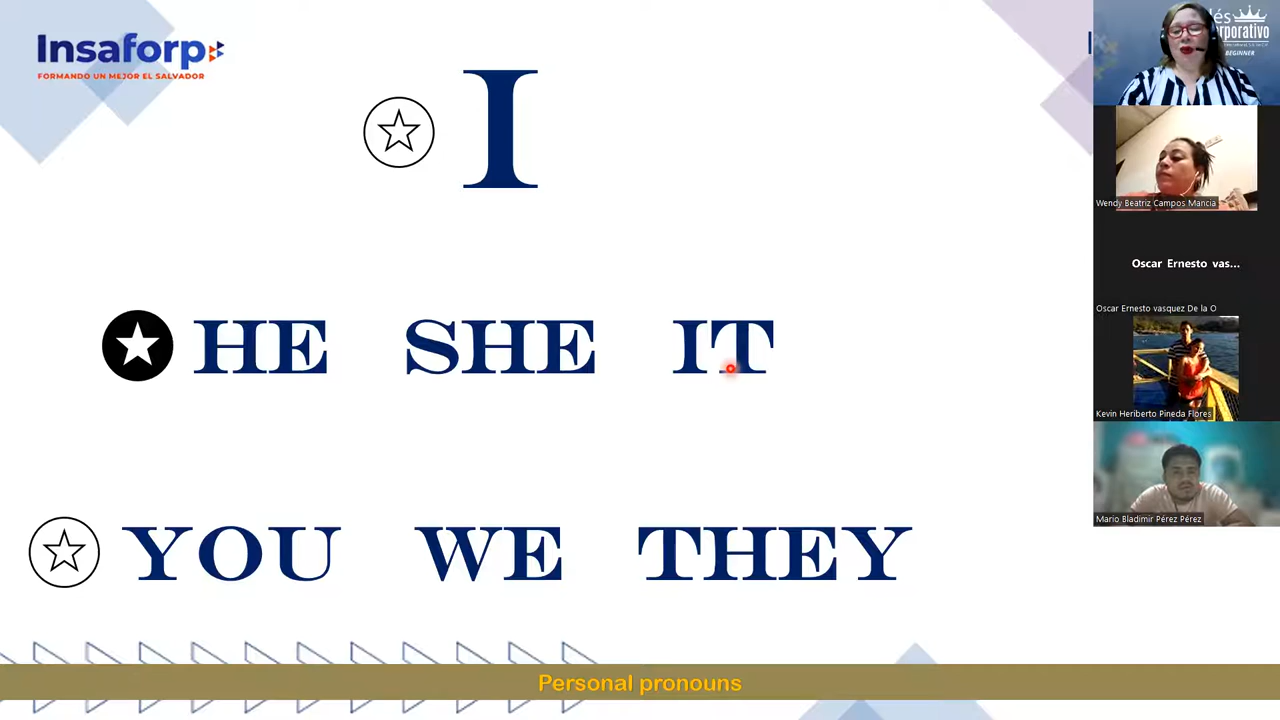 Insaforp
FORMANDO UN MEJOR EL SALVADOR
I
HE SHE IT
YOU WE THEY
Personal pronouns
BEGINNER
Wendy Beatriz Campos Mancia
Oscar Ernesto vas...
Oscar Ernesto vasquez De la O
Kevin Heriberto Pineda Flores
Mario Bladimir Pérez Pérez